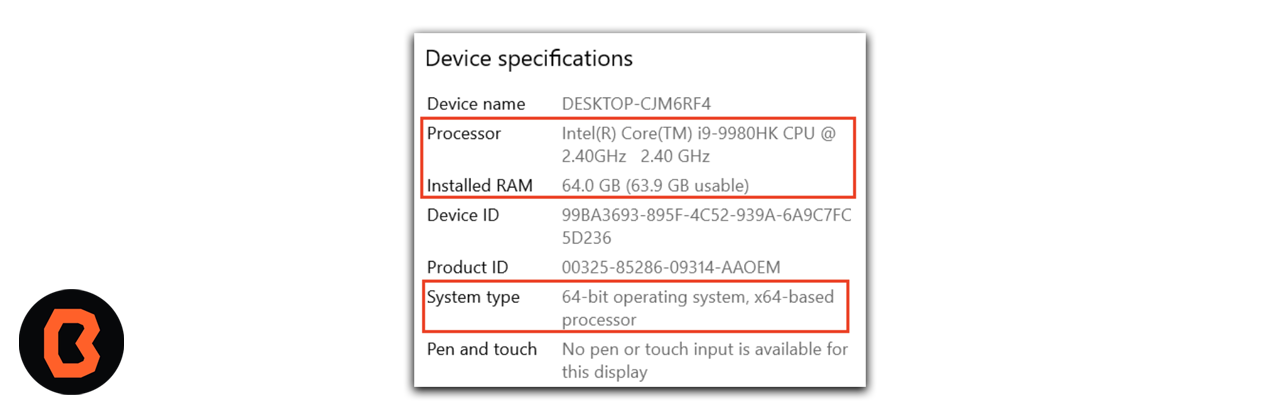 Device specifications
Device name DESKTOP-CJM6RF4
Processor Intel(R) Core(TM) i9-9980HK CPU @
2.40GHz 2.40 GHz
Installed RAM 64.0 GB (63.9 GB usable)
Device ID 99BA3693-895F-4C52-939A-6A9C7FC
5D236
Product ID 00325-85286-09314-AAOEM
System type 64-bit operating system, x64-based
processor
Pen and touch No pen or touch input is available for
this display